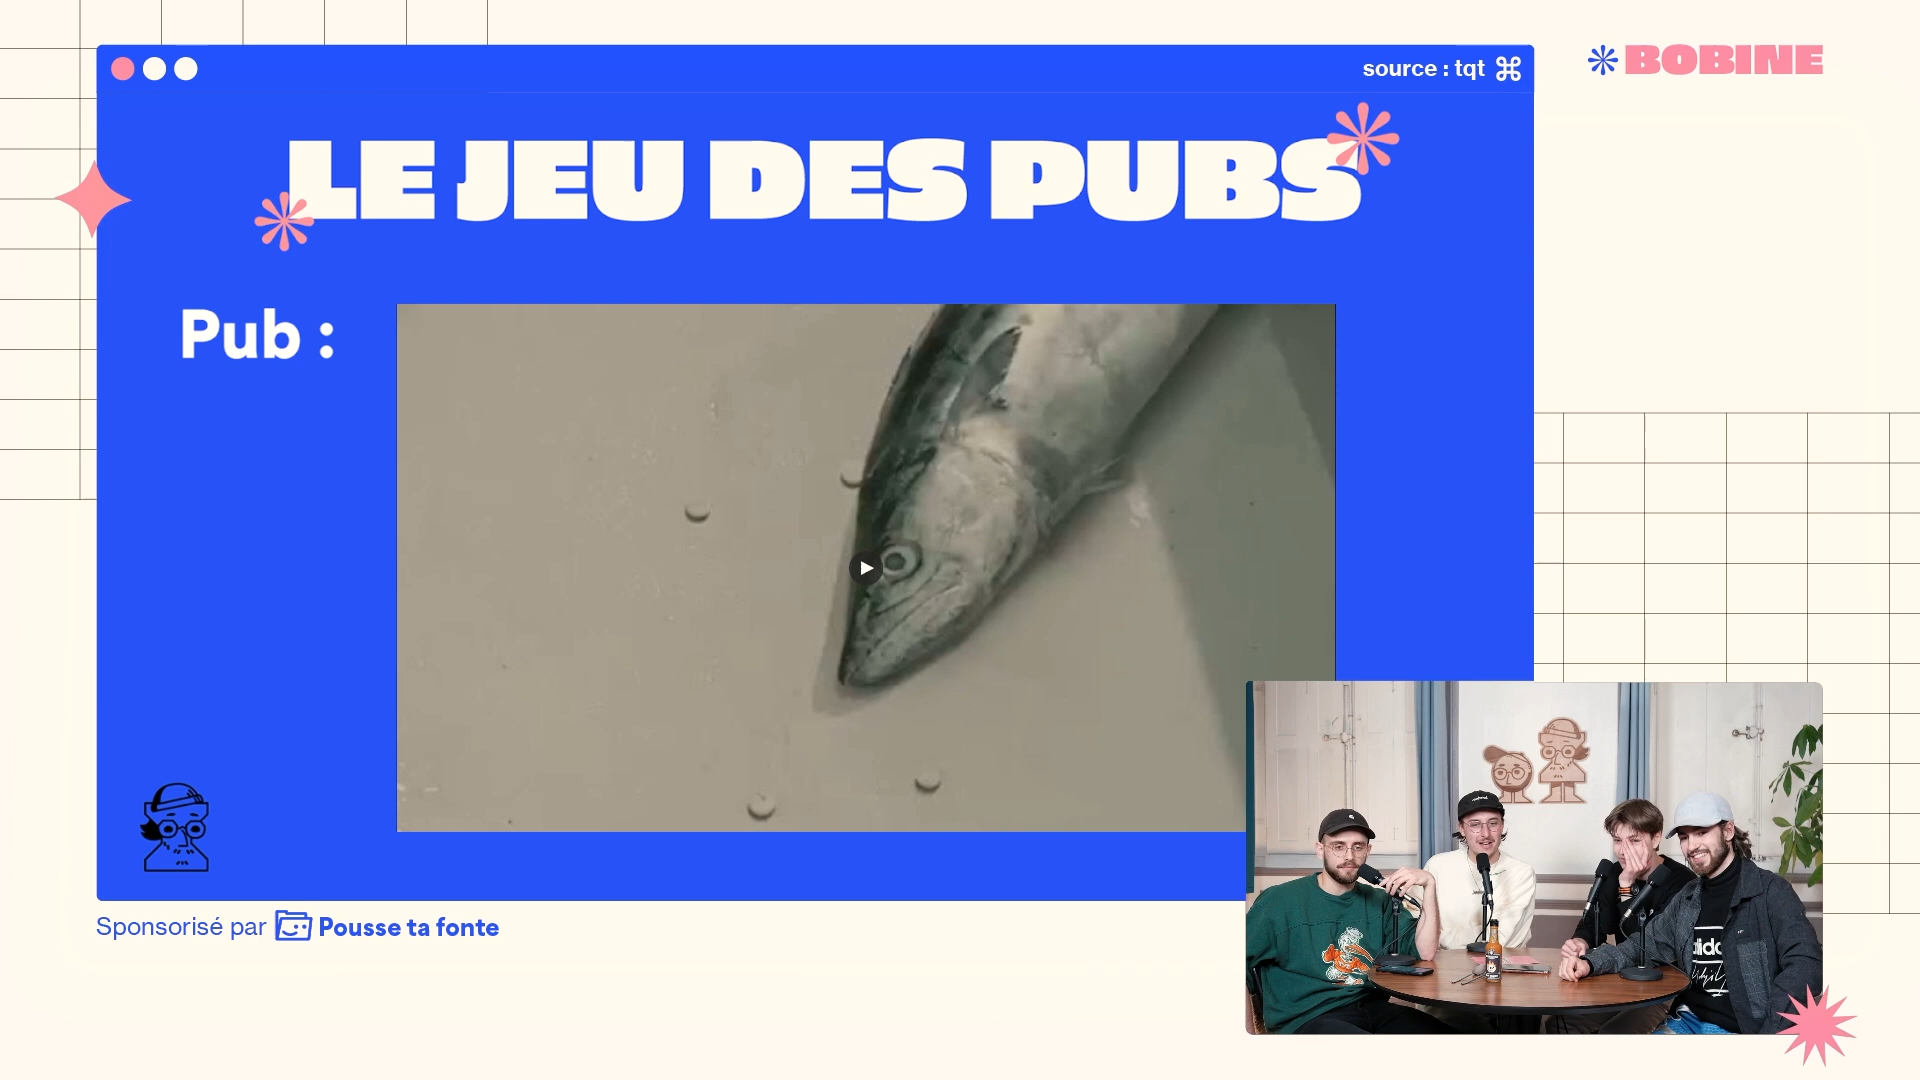 source : tqt
BOBINE
LE JEU DES PUBS
Pub :
Sponsorisé par Pousse ta fonte